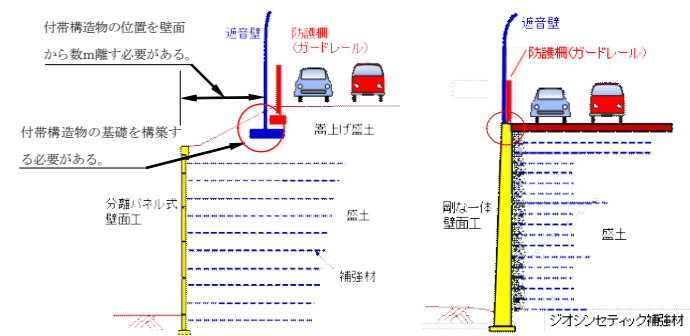 付帯構造物の位置を壁面
から数m離す必要がある。
遮音壁
防護柵
(ガードレール)
付帯構造物の基礎を構築す
る必要がある。
嵩上げ盛土
分離パネル式
壁面工
盛土
補強材
遮音壁
防護柵(ガードレール)
剛な一体
壁面工
盛土
ジオシンセティック補強材